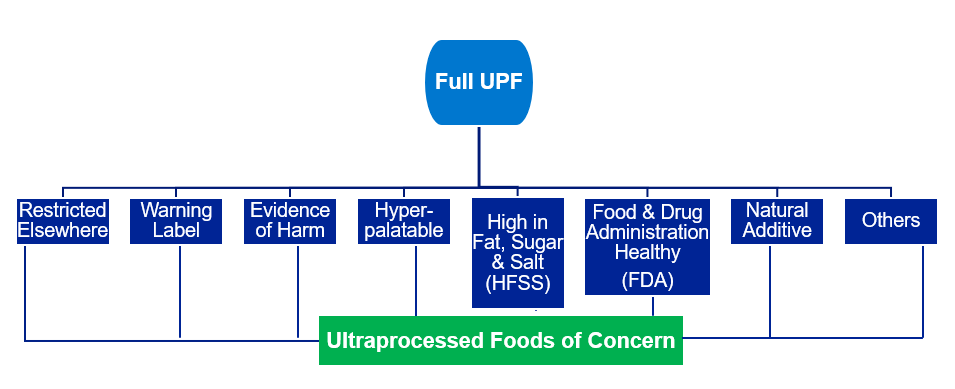 Full UPF
Restricted
Elsewhere
Warning
Label
Evidence
of Harm
Hyper-
palatable
High in
Fat, Sugar
& Salt
(HFSS)
Food & Drug
Administration
Healthy
(FDA)
Natural
Additive
Others
Ultraprocessed Foods of Concern